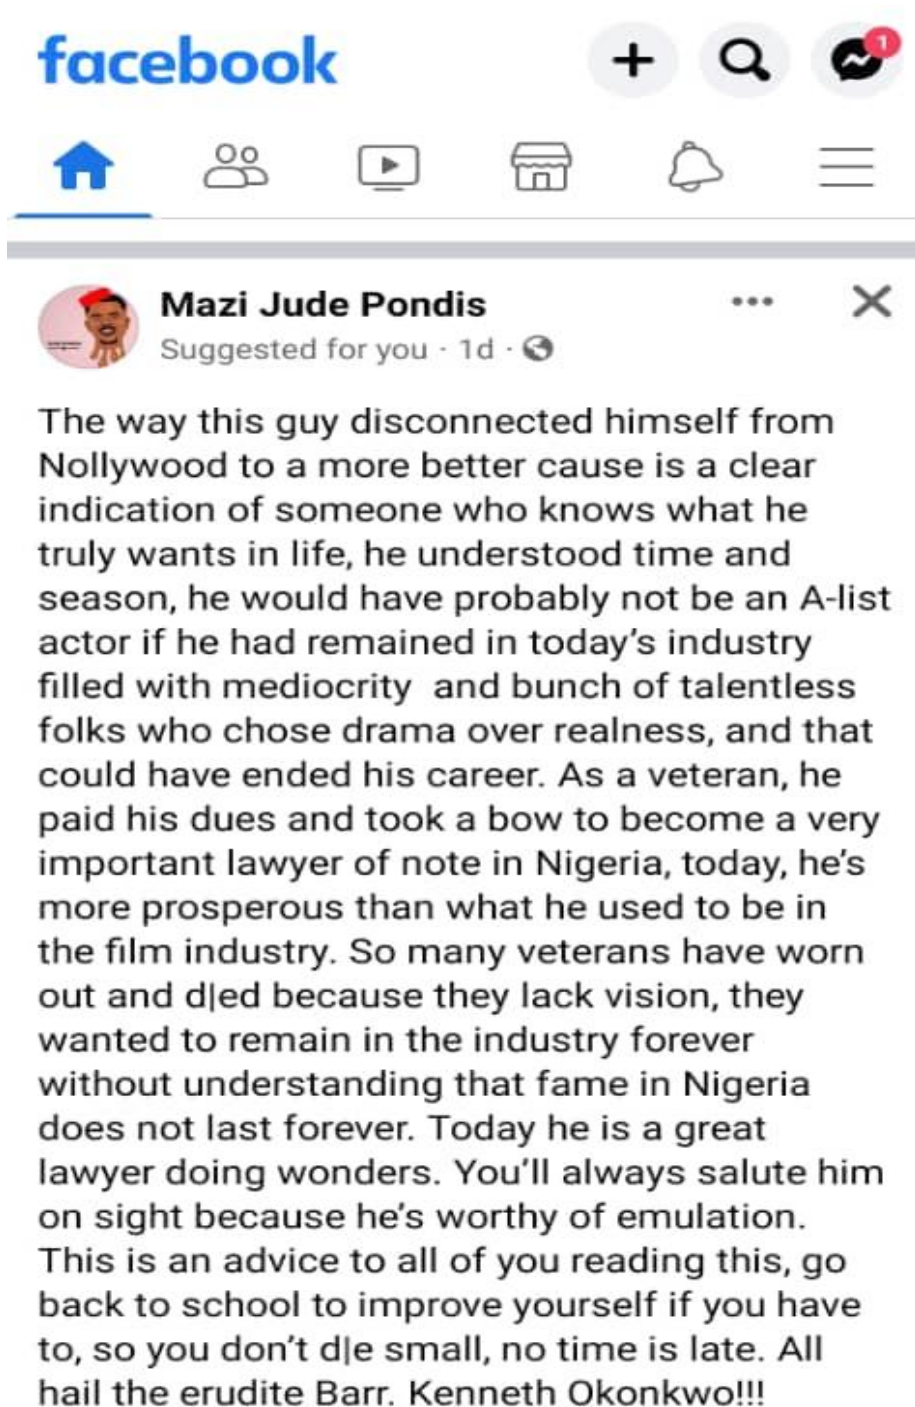 facebook
1
Mazi Jude Pondis
Suggested for you · 1d ·
The way this guy disconnected himself from
Nollywood to a more better cause is a clear
indication of someone who knows what he
truly wants in life, he understood time and
season, he would have probably not be an A-list
actor if he had remained in today's industry
filled with mediocrity  and bunch of talentless
folks who chose drama over realness, and that
could have ended his career. As a veteran, he
paid his dues and took a bow to become a very
important lawyer of note in Nigeria, today, he's
more prosperous than what he used to be in
the film industry. So many veterans have worn
out and d|ed because they lack vision, they
wanted to remain in the industry forever
without understanding that fame in Nigeria
does not last forever. Today he is a great
lawyer doing wonders. You'll always salute him
on sight because he's worthy of emulation.
This is an advice to all of you reading this, go
back to school to improve yourself if you have
to, so you don't d|e small, no time is late. All
hail the erudite Barr. Kenneth Okonkwo!!!